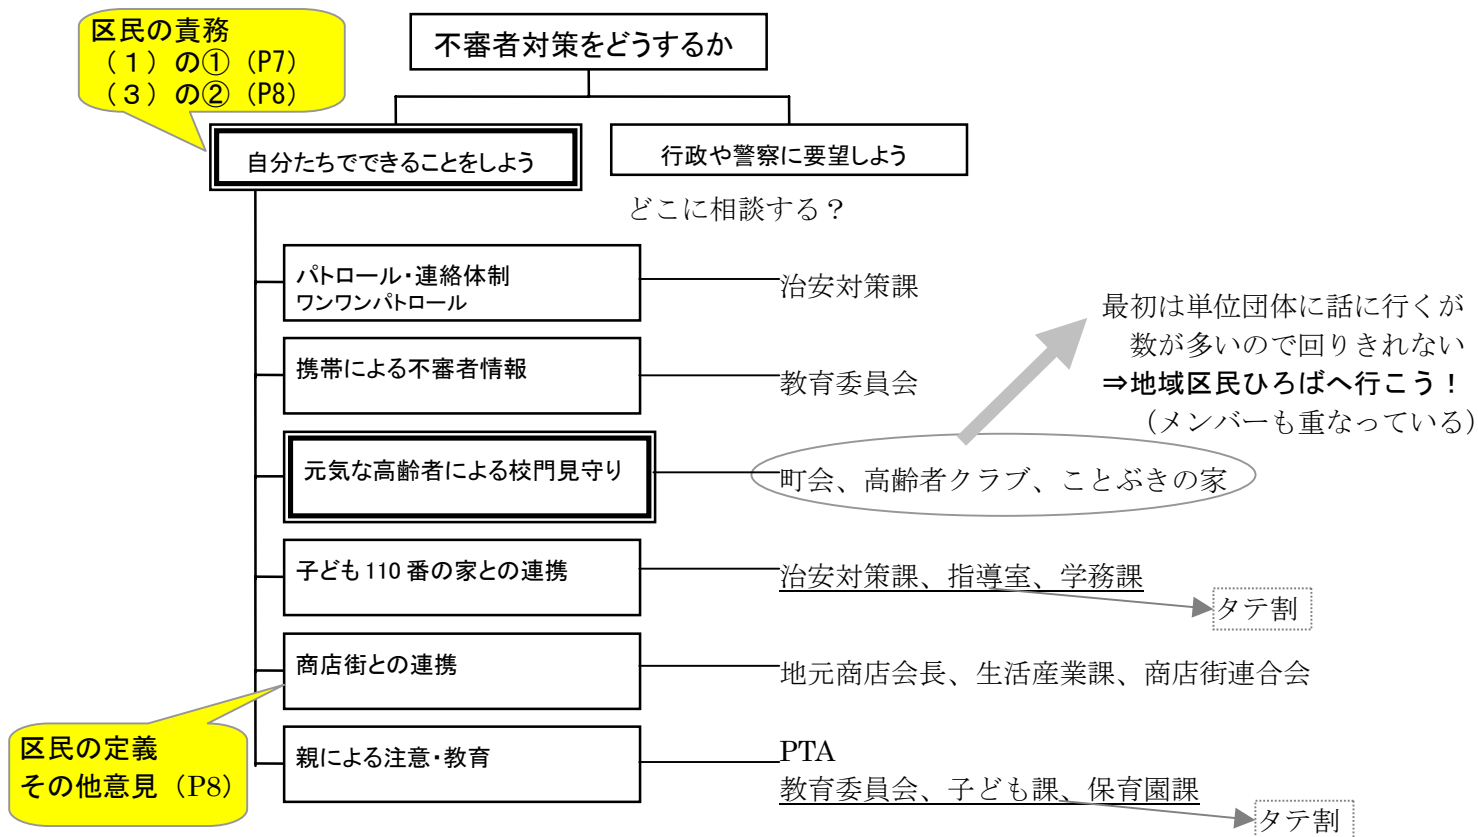 区民の責務
（１）の①（P7）
（３）の②（P8）
不審者対策をどうするか
自分たちでできることをしよう
行政や警察に要望しよう
どこに相談する？
パトロール・連絡体制
ワンワンパトロール
治安対策課
携帯による不審者情報
教育委員会
最初は単位団体に話に行くが
数が多いので回りきれない
⇒地域区民ひろばへ行こう！
（メンバーも重なっている）
元気な高齢者による校門見守り
町会、高齢者クラブ、ことぶきの家
子ども110番の家との連携
治安対策課、指導室、学務課
タテ割
商店街との連携
地元商店会長、生活産業課、商店街連合会
区民の定義
その他意見（P8）
親による注意・教育
PTA
教育委員会、子ども課、保育園課
タテ割